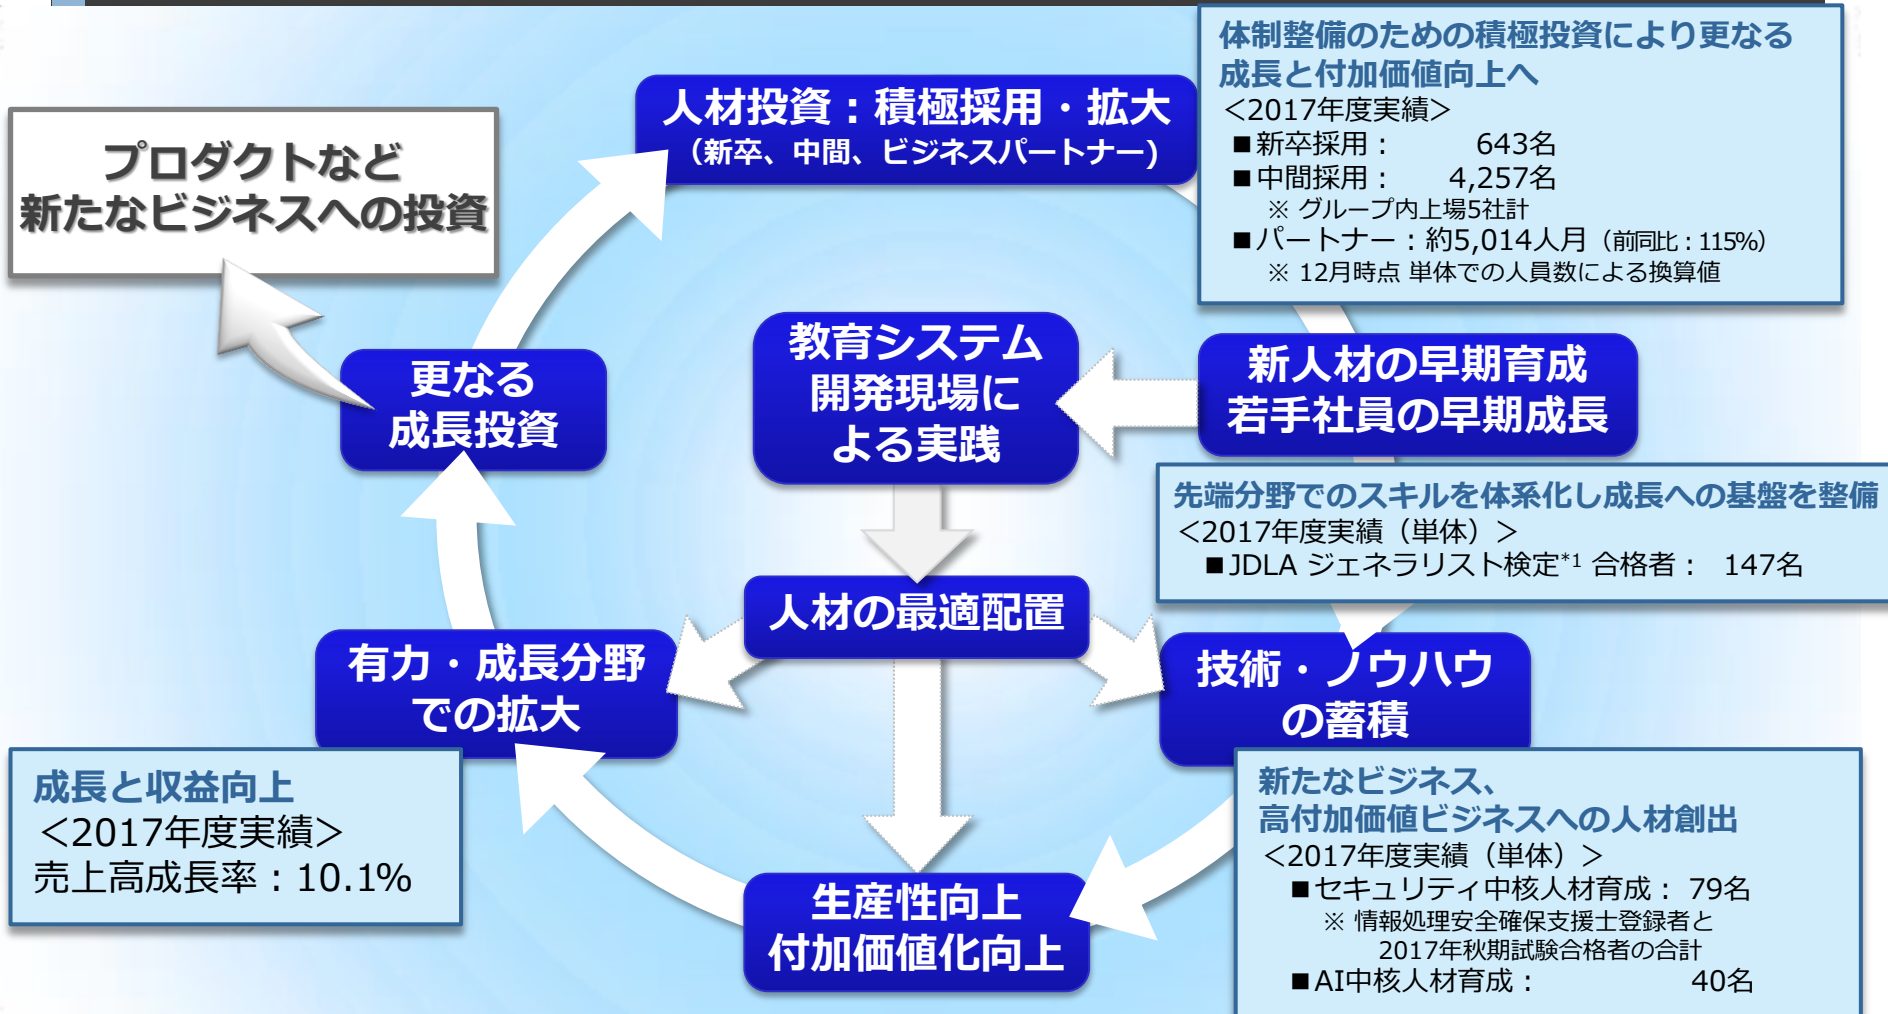 体制整備のための積極投資により更なる
成長と付加価値向上へ
＜2017年度実績＞
■新卒採用： 643名
■中間採用： 4,257名
※ グループ内上場5社計
■パートナー：約5,014人月（前同比：115%）
※ 12月時点 単体での人員数による換算値
人材投資：積極採用・拡大
（新卒、中間、ビジネスパートナー）
プロダクトなど
新たなビジネスへの投資
教育システム
開発現場に
よる実践
新人材の早期育成
若手社員の早期成長
更なる
成長投資
先端分野でのスキルを体系化し成長への基盤を整備
＜2017年度実績（単体）＞
■JDLA ジェネラリスト検定*1 合格者： 147名
人材の最適配置
有力・成長分野
での拡大
技術・ノウハウ
の蓄積
成長と収益向上
＜2017年度実績＞
売上高成長率：10.1%
新たなビジネス、
高付加価値ビジネスへの人材創出
＜2017年度実績（単体）＞
■セキュリティ中核人材育成： 79名
※ 情報処理安全確保支援士登録者と
2017年秋期試験合格者の合計
■AI中核人材育成： 40名
生産性向上
付加価値化向上